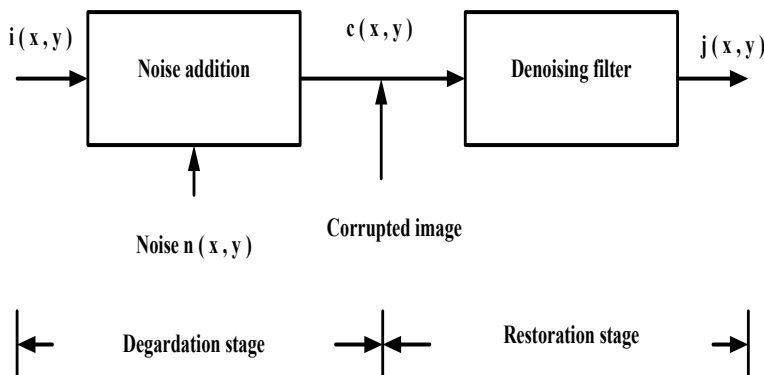 i ( x , y )
c ( x , y )
j ( x , y )
Noise addition
Denoising filter
Noise n ( x , y )
Corrupted image
Degardation stage
Restoration stage